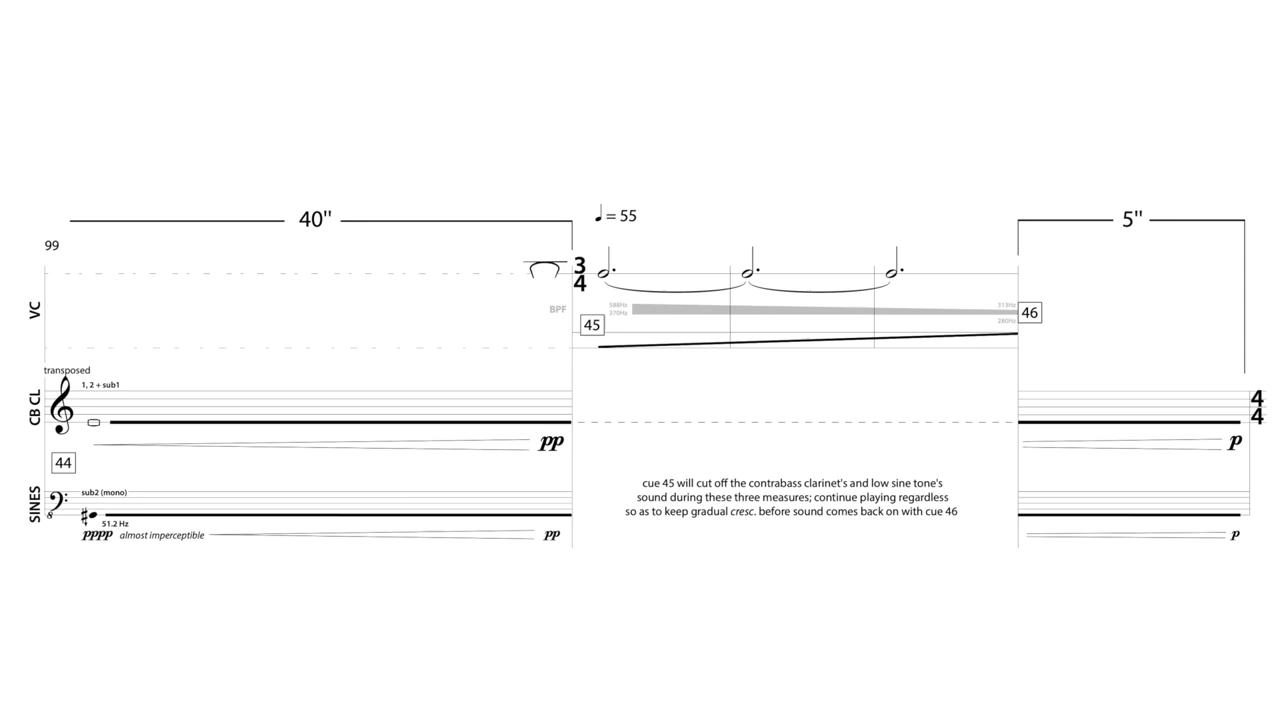 40"
= 55
5"
99
3
4
VC
BPF
588Hz
370Hz
313Hz
280Hz
45
46
transposed
CB CL
1, 2 + sub1
4
4
pp
p
44
SINES
sub2 (mono)
8
51.2 Hz
pppp almost imperceptible
pp
p
cue 45 will cut off the contrabass clarinet's and low sine tone's
sound during these three measures; continue playing regardless
so as to keep gradual cresc. before sound comes back on with cue 46